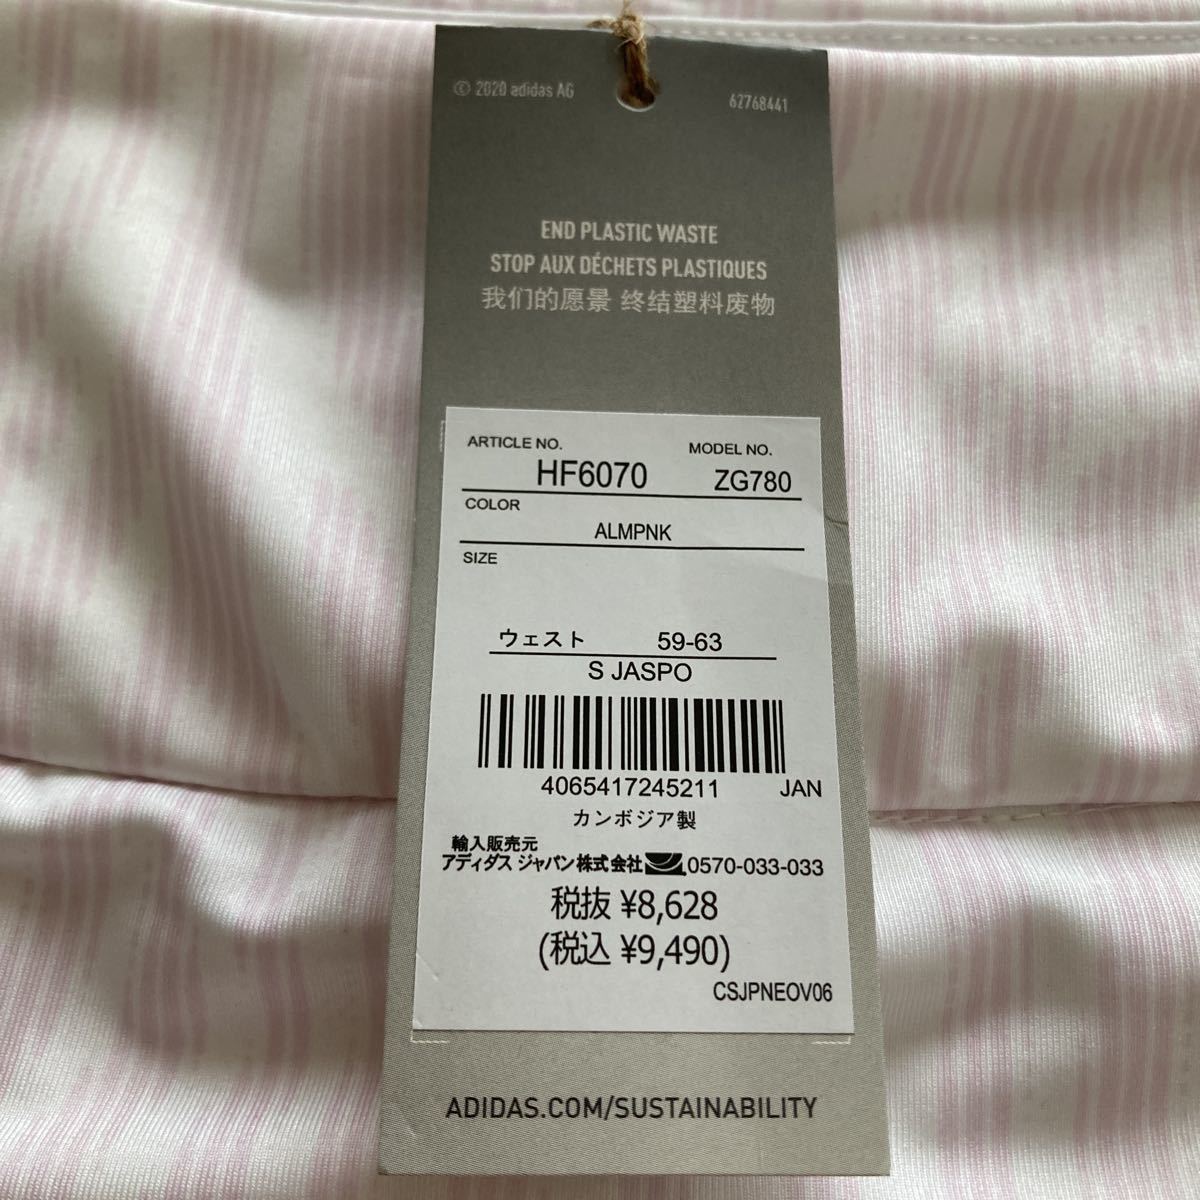 © 2020 adidas AG
62768441
END PLASTIC WASTE
STOP AUX DÉCHETS PLASTIQUES
我们的愿景 终结塑料废物
ARTICLE NO. MODEL NO.
HF6070 ZG780
COLOR
ALMPNK
SIZE
ウェスト 59-63
S JASPO
4065417245211 JAN
カンボジア製
輸入販売元
アディダス ジャパン株式会社 0570-033-033
税抜 ¥8,628
(税込 ¥9,490)
CSJPNEOV06
ADIDAS.COM/SUSTAINABILITY